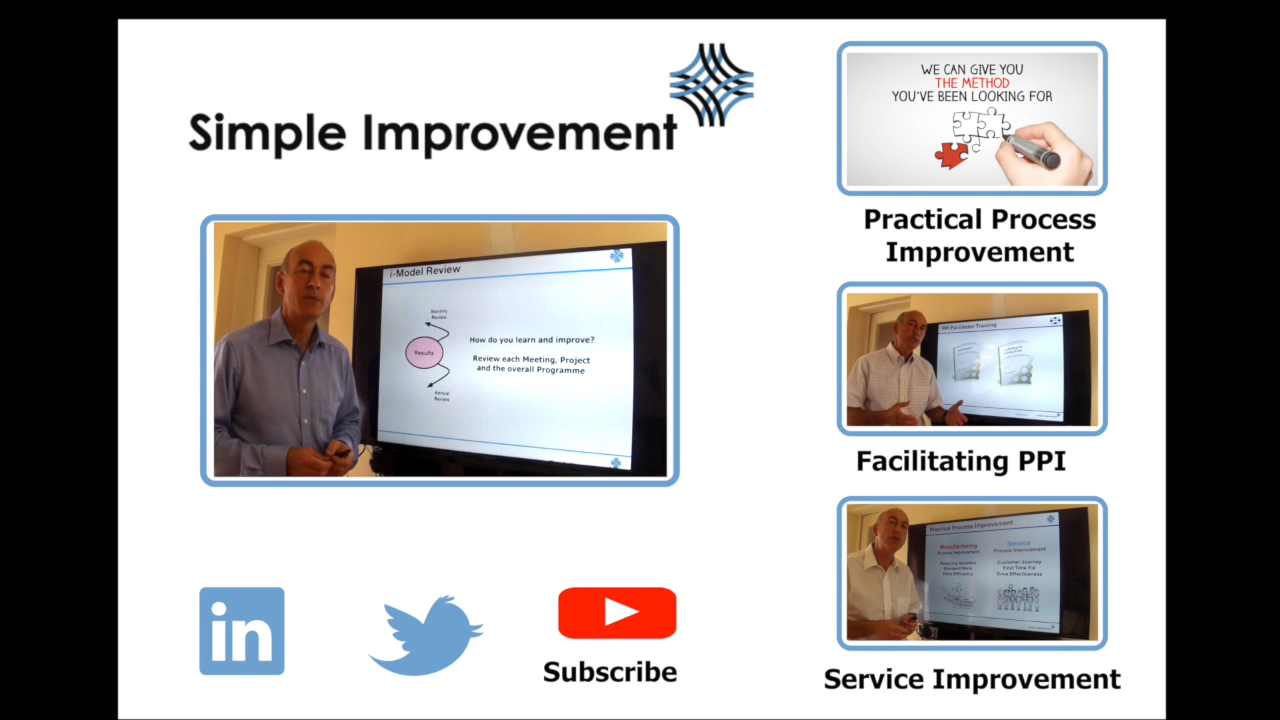 Simple Improvement
i-Model Review
Monthly
Review
Results
How do you learn and improve?
Review each Meeting, Project
and the overall Programme
Annual
Review
in
Subscribe
WE CAN GIVE YOU
THE METHOD
YOU'VE BEEN LOOKING FOR
Practical Process
Improvement
Facilitator Training
Facilitating PPI
Practical Process Improvement
Manufacturing
Process Improvement
Reducing Variation
Standard Work
Drive Efficiency
Service
Process Improvement
Customer Journey
First Time Fix
Drive Effectiveness
Service Improvement